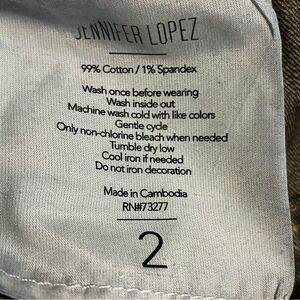 JENNIFER LOPEZ
99% Cotton / 1% Spandex
Wash once before wearing
Wash inside out
Machine wash cold with like colors
Gentle cycle
Only non-chlorine bleach when needed
Tumble dry low
Cool iron if needed
Do not iron decoration
Made in Cambodia
RN#73277
2